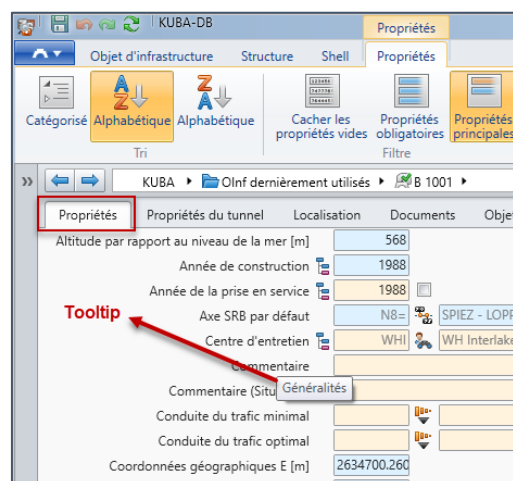 KUBA-DB
Propriétés
Objet d'infrastructure Structure Shell Propriétés
Catégorisé Alphabétique Alphabétique Cacher les propriétés vides Propriétés obligatoires Propriétés principales
Tri Filtre
KUBA OInf dernièrement utilisés B 1001
Propriétés Propriétés du tunnel Localisation Documents Obje
Altitude par rapport au niveau de la mer [m] 568
Année de construction 1988
Année de la prise en service 1988
Axe SRB par défaut N8= SPIEZ - LOPP
Tooltip
Centre d'entretien WHI WH Interlake
Commentaire
Commentaire (Situ
Généralités
Conduite du trafic minimal
Conduite du trafic optimal
Coordonnées géographiques E [m] 2634700.260